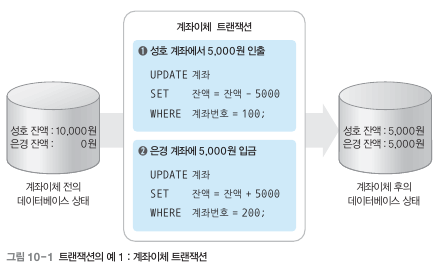 계좌이체 트랜잭션
❶ 성호 계좌에서 5,000원 인출
UPDATE 계좌
SET 잔액 = 잔액 - 5000
WHERE 계좌번호 = 100;
성호 잔액 : 10,000원
은경 잔액 : 0원
계좌이체 전의
데이터베이스 상태
❷ 은경 계좌에 5,000원 입금
UPDATE 계좌
SET 잔액 = 잔액 + 5000
WHERE 계좌번호 = 200;
성호 잔액 : 5,000원
은경 잔액 : 5,000원
계좌이체 후의
데이터베이스 상태
그림 10-1 트랜잭션의 예 1 : 계좌이체 트랜잭션